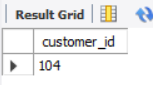 Result Grid
customer_id
104